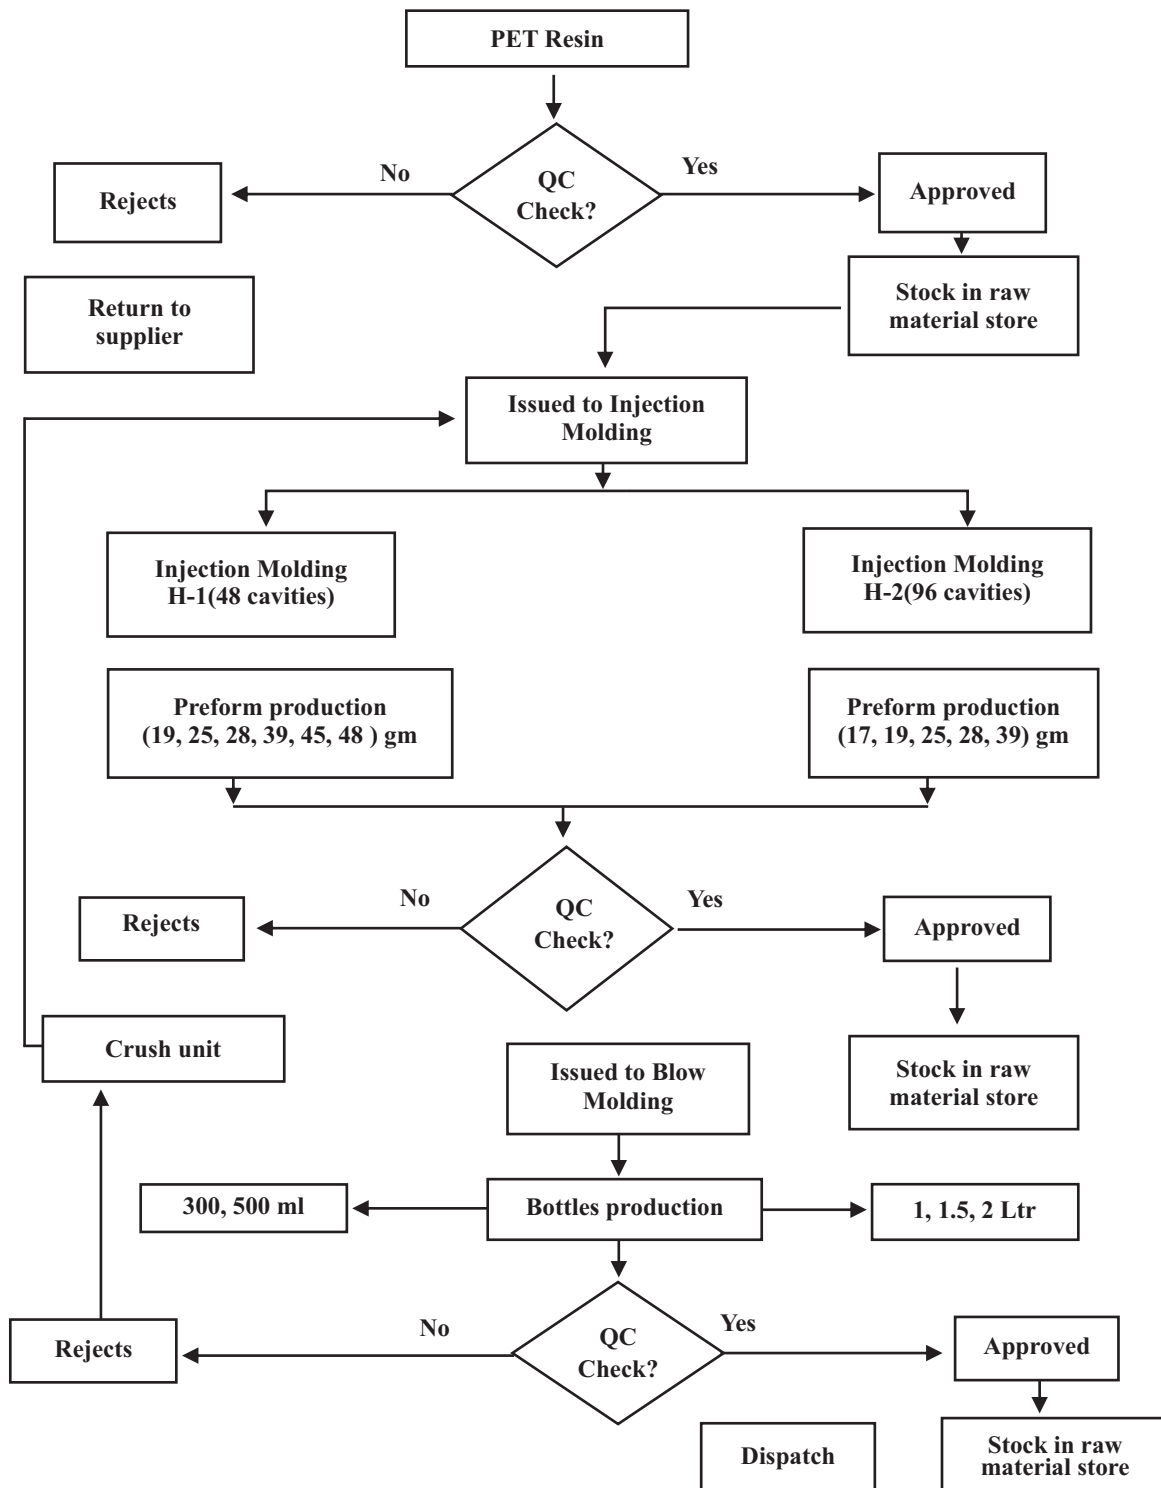 PET Resin
No
Yes
QC
Check?
Rejects
Approved
Return to
supplier
Stock in raw
material store
Issued to Injection
Molding
Injection Molding
H-1(48 cavities)
Injection Molding
H-2(96 cavities)
Preform production
(19, 25, 28, 39, 45, 48 ) gm
Preform production
(17, 19, 25, 28, 39) gm
No
Yes
QC
Check?
Rejects
Approved
Crush unit
Issued to Blow
Molding
Stock in raw
material store
300, 500 ml
Bottles production
1, 1.5, 2 Ltr
No
Yes
QC
Check?
Rejects
Approved
Dispatch
Stock in raw
material store